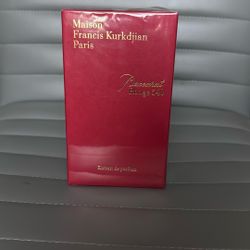 Maison
Francis Kurkdjian
Paris
Baccarat
Rouge 540
Extrait de parfum